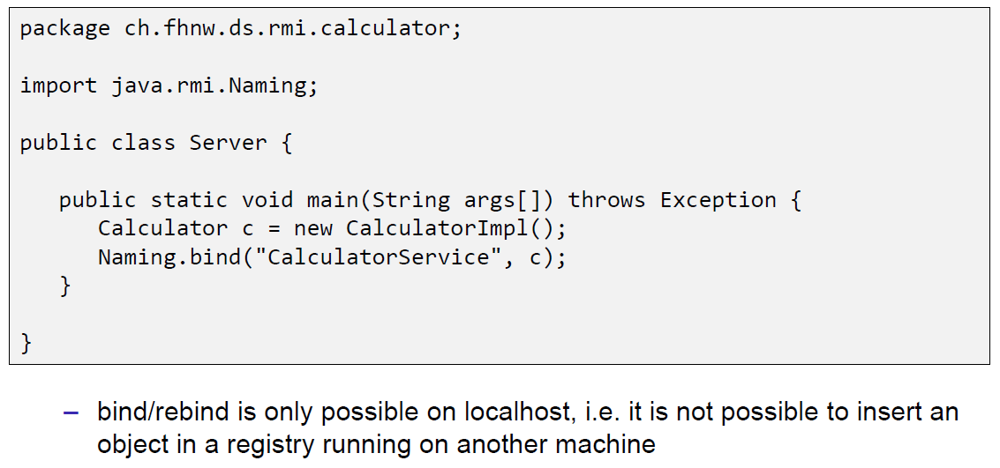 package ch.fhnw.ds.rmi.calculator;
import java.rmi.Naming;
public class Server {
public static void main(String args[]) throws Exception {
Calculator c = new CalculatorImpl();
Naming.bind("CalculatorService", c);
}
}
– bind/rebind is only possible on localhost, i.e. it is not possible to insert an
object in a registry running on another machine